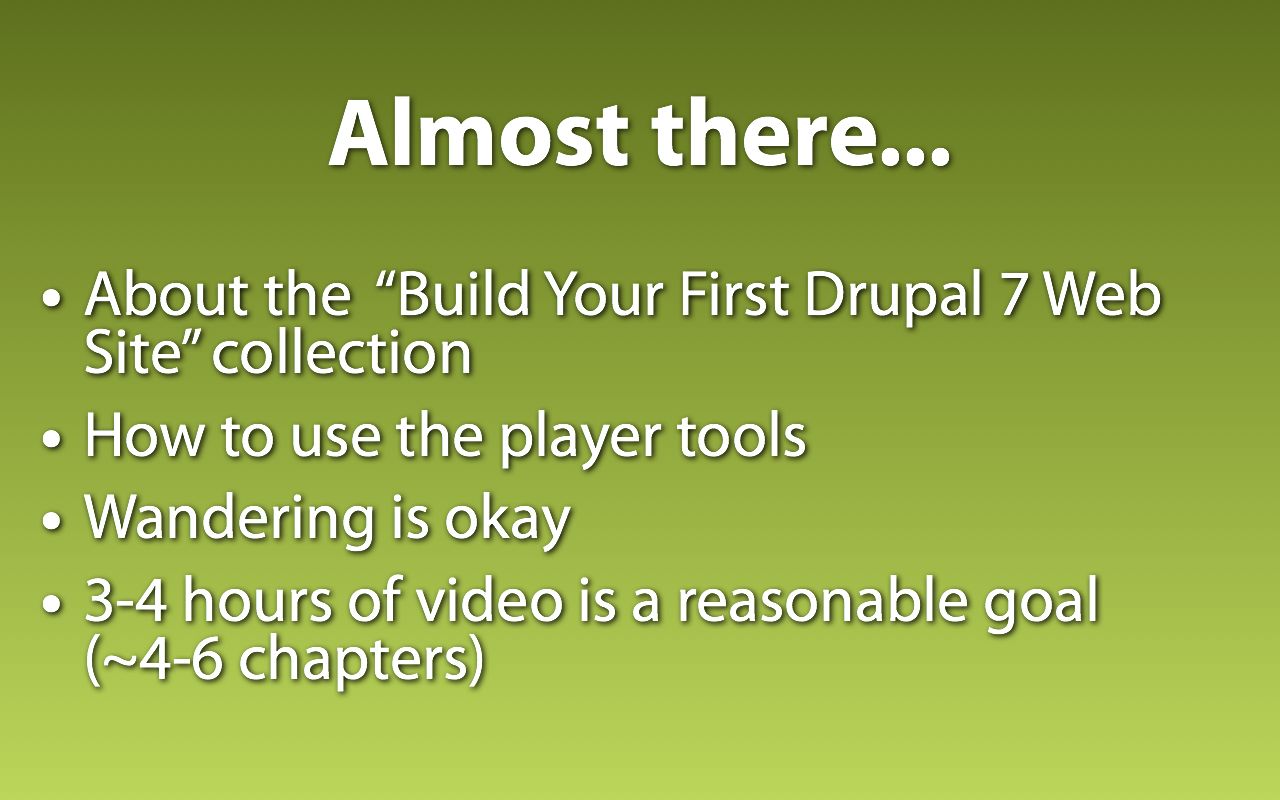 Almost there...
• About the “Build Your First Drupal 7 Web
Site” collection
• How to use the player tools
• Wandering is okay
• 3-4 hours of video is a reasonable goal
(~4-6 chapters)